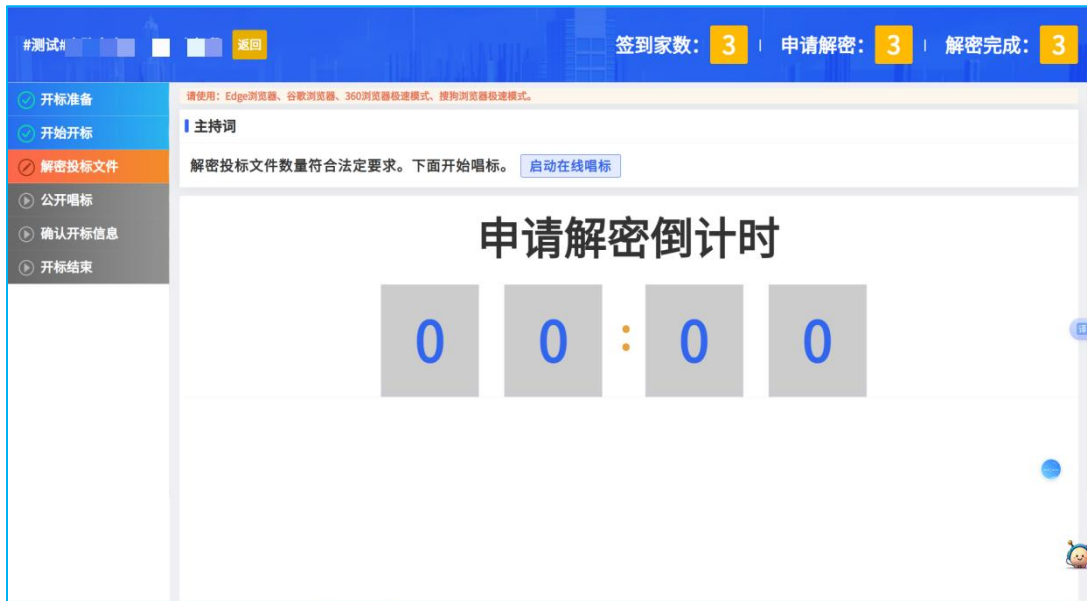 #测试# 返回 签到家数： 3 申请解密： 3 解密完成： 3
开标准备
开始开标
解密投标文件
公开唱标
确认开标信息
开标结束
请使用：Edge浏览器、谷歌浏览器、360浏览器极速模式、搜狗浏览器极速模式。
主持词
解密投标文件数量符合法定要求。下面开始唱标。 启动在线唱标
申请解密倒计时
0 0 : 0 0
译